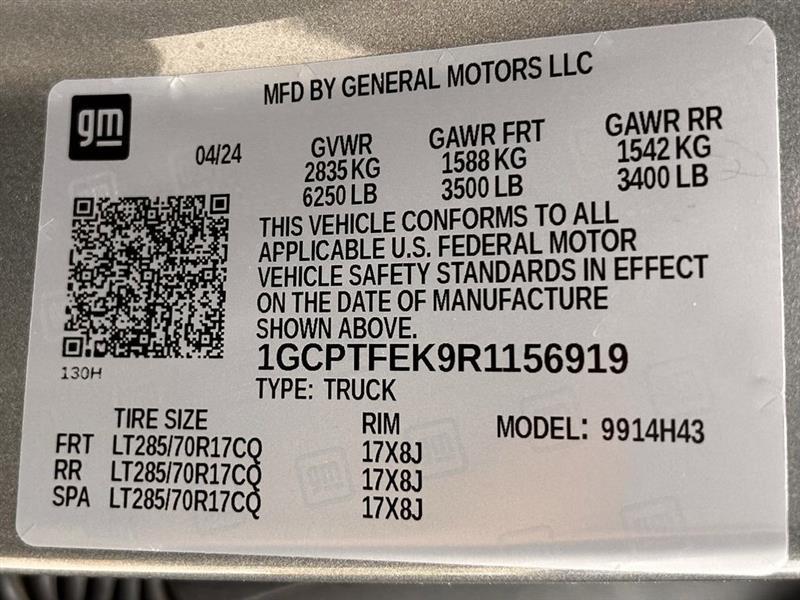 MFD BY GENERAL MOTORS LLC
gm
04/24
GVWR GAWR FRT GAWR RR
2835 KG 1588 KG 1542 KG
6250 LB 3500 LB 3400 LB
THIS VEHICLE CONFORMS TO ALL
APPLICABLE U.S. FEDERAL MOTOR
VEHICLE SAFETY STANDARDS IN EFFECT
ON THE DATE OF MANUFACTURE
SHOWN ABOVE.
1GCPTFEK9R1156919
130H
TYPE: TRUCK
TIRE SIZE RIM MODEL: 9914H43
FRT LT285/70R17CQ 17X8J
RR LT285/70R17CQ 17X8J
SPA LT285/70R17CQ 17X8J